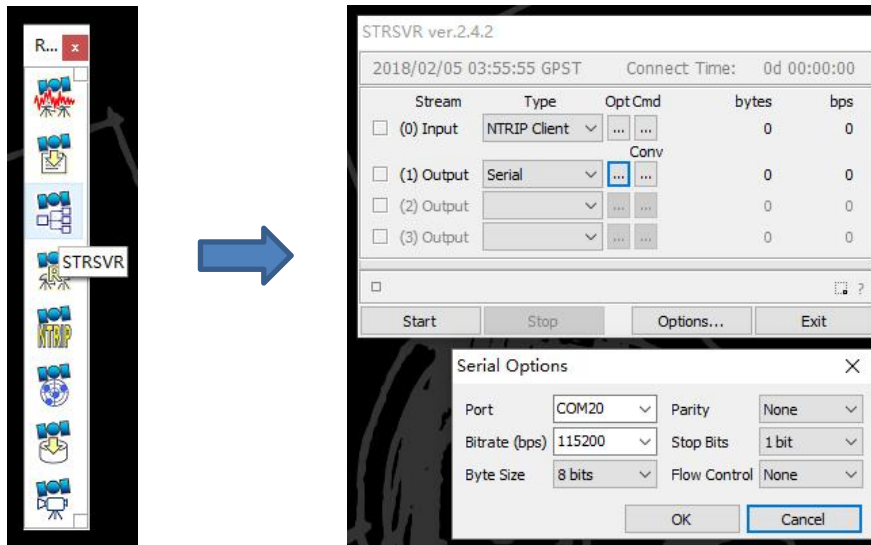 R... x
NTRIP
STRSVR
STRSVR ver.2.4.2
2018/02/05 03:55:55 GPST Connect Time: 0d 00:00:00
Stream Type Opt Cmd bytes bps
(0) Input NTRIP Client ... ... 0 0
Conv
(1) Output Serial ... ... 0 0
(2) Output ... ... 0 0
(3) Output ... ... 0 0
?
Start Stop Options... Exit
Serial Options
Port COM20 Parity None
Bitrate (bps) 115200 Stop Bits 1 bit
Byte Size 8 bits Flow Control None
OK Cancel